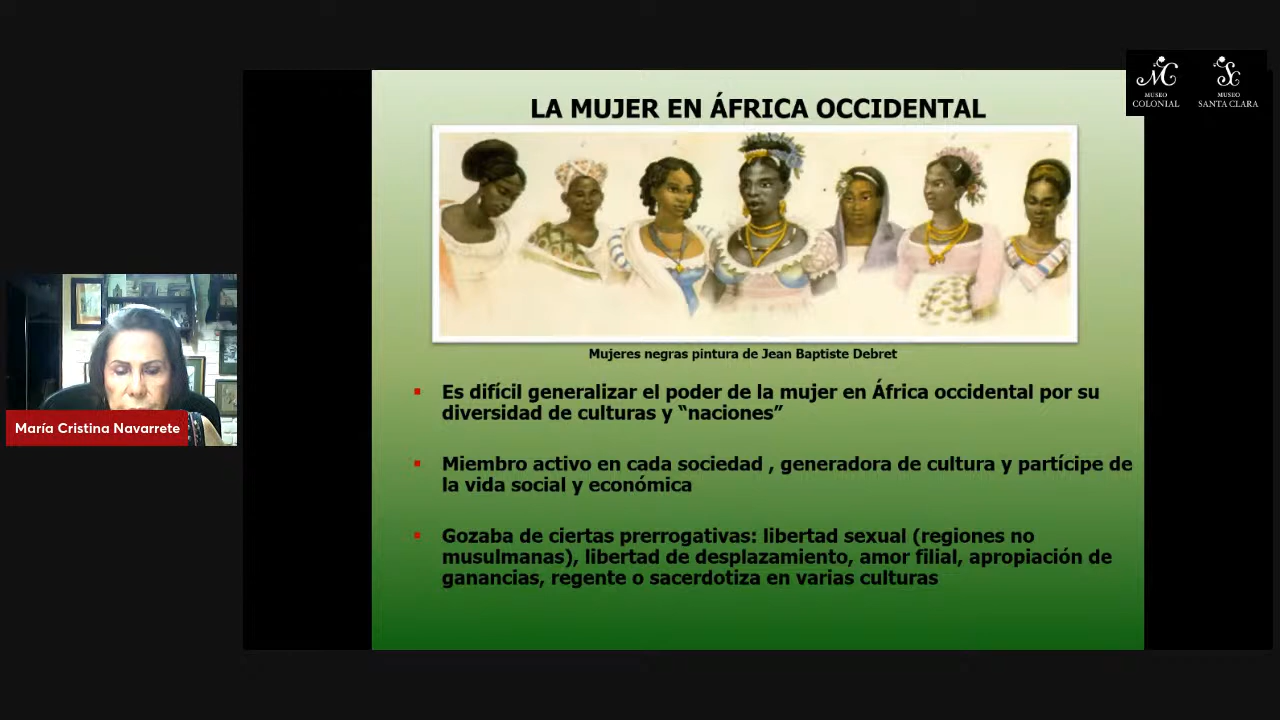 MUSEO
COLONIAL
MUSEO
SANTA CLARA
LA MUJER EN ÁFRICA OCCIDENTAL
Mujeres negras pintura de Jean Baptiste Debret
Es difícil generalizar el poder de la mujer en África occidental por su
diversidad de culturas y “naciones”
Miembro activo en cada sociedad , generadora de cultura y partícipe de
la vida social y económica
Gozaba de ciertas prerrogativas: libertad sexual (regiones no
musulmanas), libertad de desplazamiento, amor filial, apropiación de
ganancias, regente o sacerdotiza en varias culturas
María Cristina Navarrete